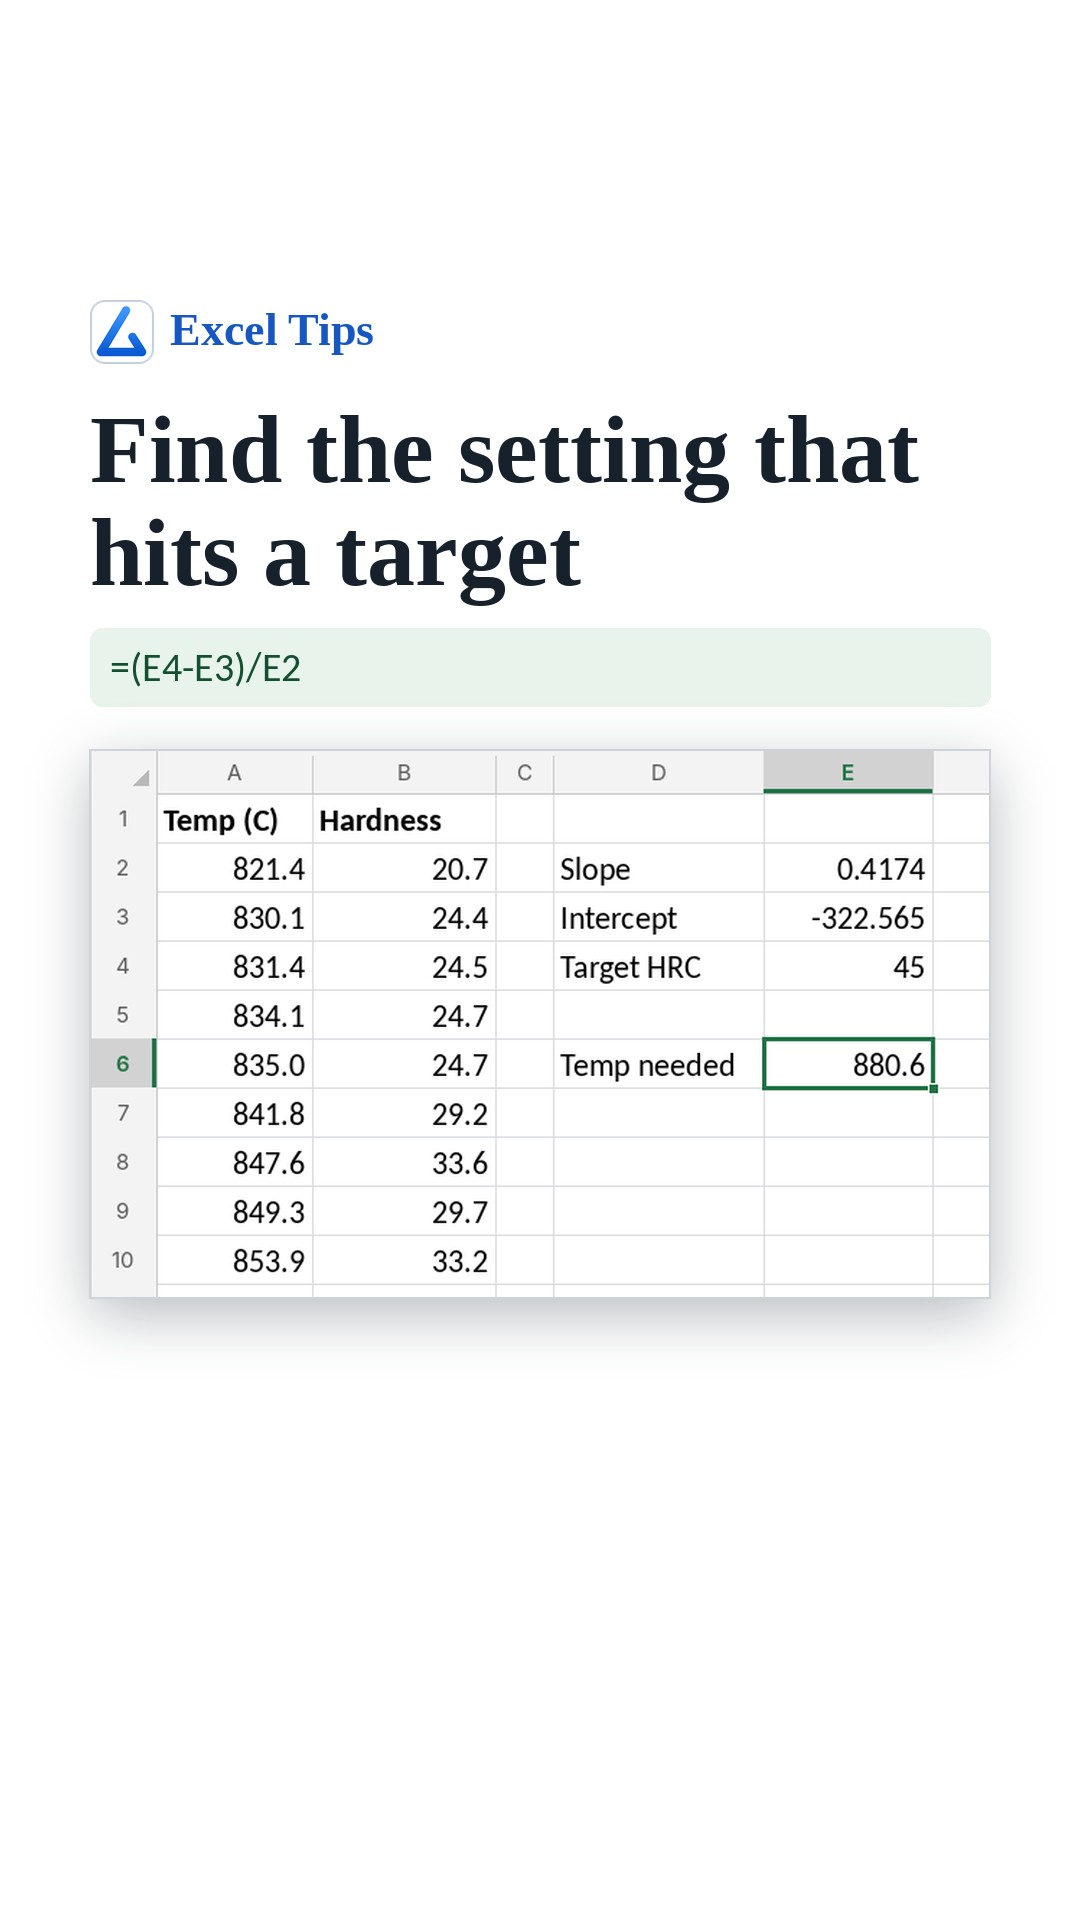 Excel Tips
Find the setting that
hits a target
=(E4-E3)/E2
A B C D E
1 Temp (C) Hardness
2 821.4 20.7 Slope 0.4174
3 830.1 24.4 Intercept -322.565
4 831.4 24.5 Target HRC 45
5 834.1 24.7
6 835.0 24.7 Temp needed 880.6
7 841.8 29.2
8 847.6 33.6
9 849.3 29.7
10 853.9 33.2